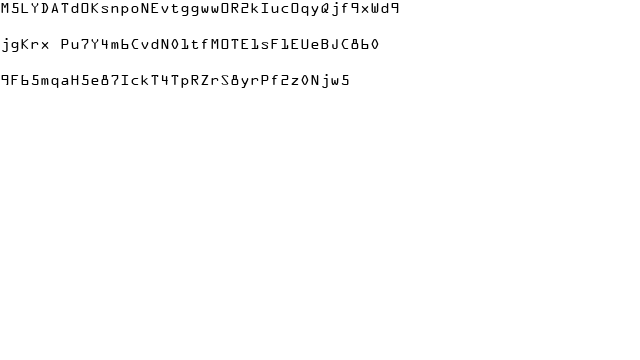 M5LYDATdOKsnpoNEvtggwwOR2kIucOqyQjf9xWd9
jgKrx Pu7Y4m6CvdN01tfMOTE1sF1EUeBJC860
9F65mqaH5e87IckT4TpRZrS8yrPf2z0Njw5